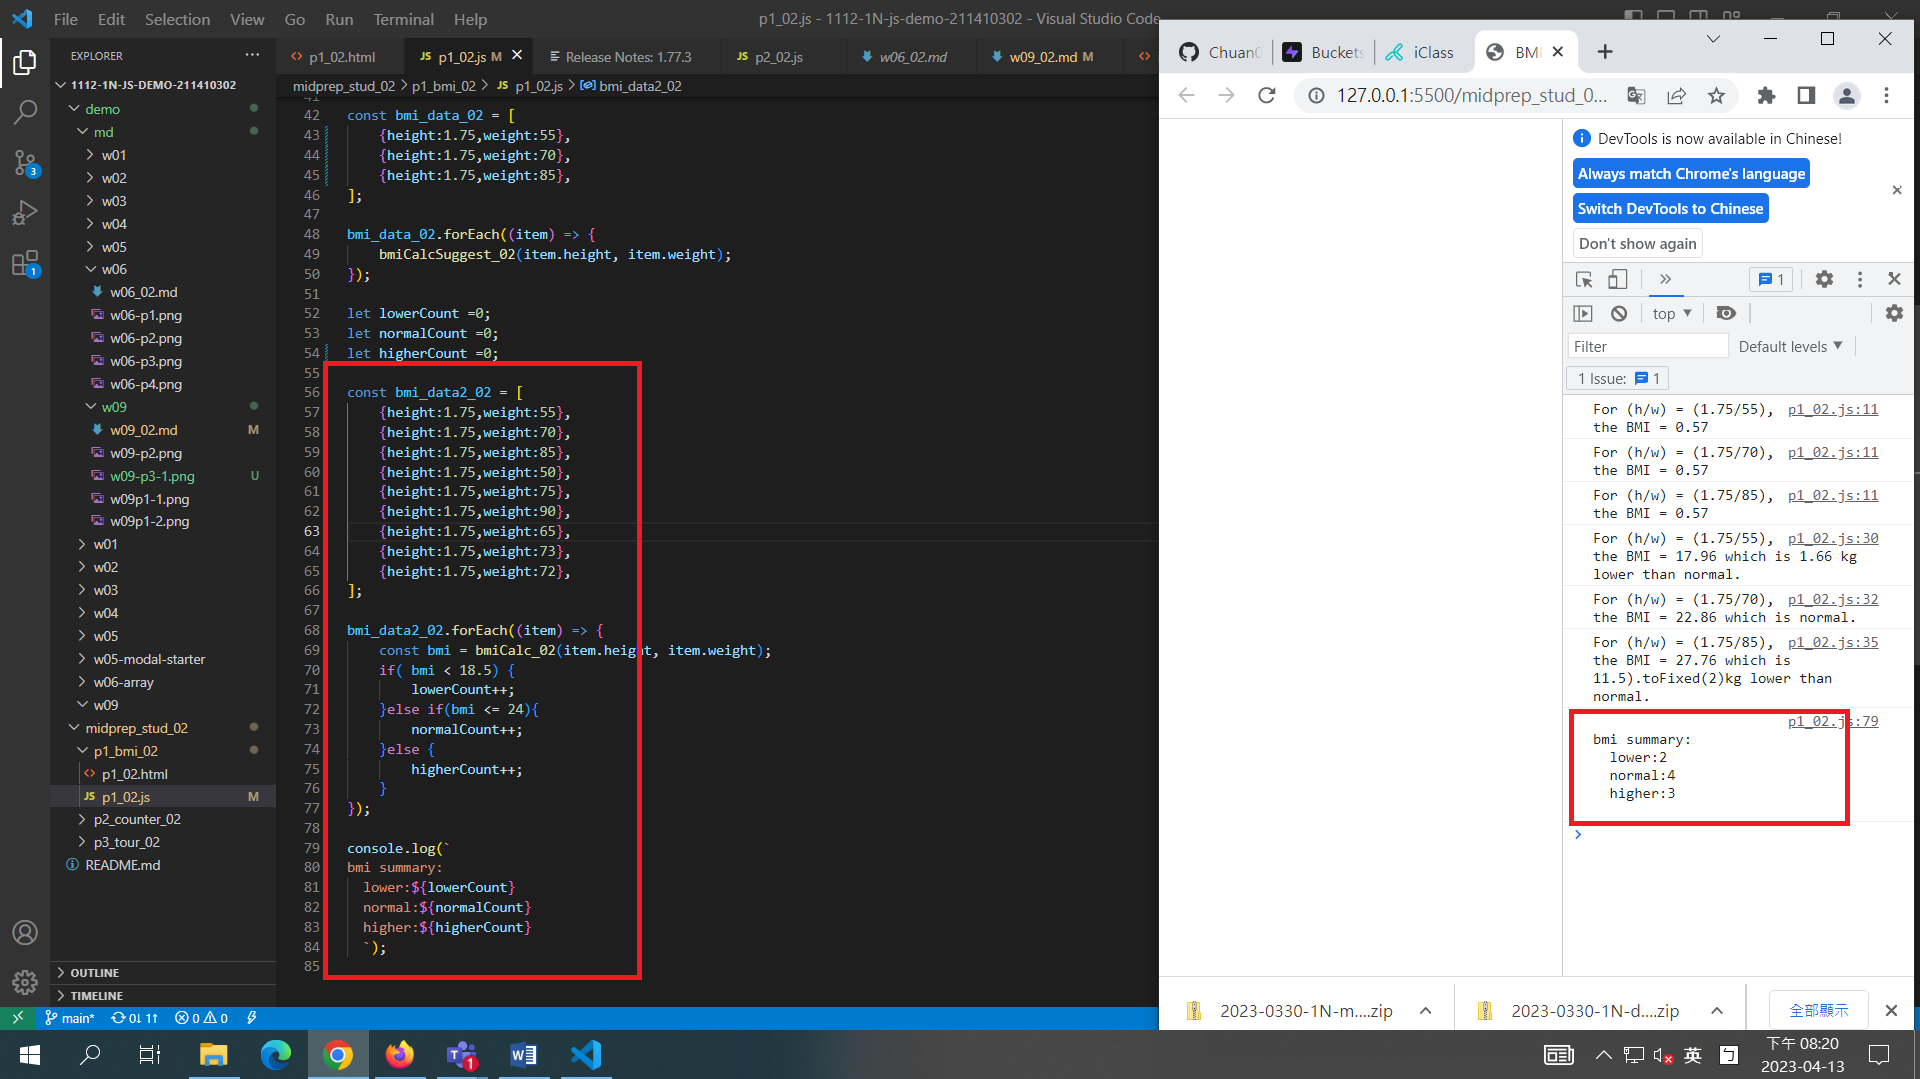 File Edit Selection View Go Run Terminal Help
p1_02.js - 1112-1N-js-demo-211410302 - Visual Studio Code
EXPLORER
1112-1N-JS-DEMO-211410302
demo
md
w01
w02
w03
w04
w05
w06
w06_02.md
w06-p1.png
w06-p2.png
w06-p3.png
w06-p4.png
w09
w09_02.md M
w09-p2.png
w09-p3-1.png U
w09p1-1.png
w09p1-2.png
w01
w02
w03
w04
w05
w05-modal-starter
w06-array
w09
midprep_stud_02
p1_bmi_02
p1_02.html
JS p1_02.js M
p2_counter_02
p3_tour_02
README.md
OUTLINE
TIMELINE
3
1
p1_02.html
JS p1_02.js M
Release Notes: 1.77.3
JS p2_02.js
w06_02.md
w09_02.md M
midprep_stud_02 > p1_bmi_02 > JS p1_02.js > bmi_data2_02
41
42 const bmi_data_02 = [
43 {height:1.75,weight:55},
44 {height:1.75,weight:70},
45 {height:1.75,weight:85},
46 ];
47
48 bmi_data_02.forEach((item) => {
49 bmiCalcSuggest_02(item.height, item.weight);
50 });
51
52 let lowerCount =0;
53 let normalCount =0;
54 let higherCount =0;
55
56 const bmi_data2_02 = [
57 {height:1.75,weight:55},
58 {height:1.75,weight:70},
59 {height:1.75,weight:85},
60 {height:1.75,weight:50},
61 {height:1.75,weight:75},
62 {height:1.75,weight:90},
63 {height:1.75,weight:65},
64 {height:1.75,weight:73},
65 {height:1.75,weight:72},
66 ];
67
68 bmi_data2_02.forEach((item) => {
69 const bmi = bmiCalc_02(item.height, item.weight);
70 if( bmi < 18.5) {
71 lowerCount++;
72 }else if(bmi <= 24){
73 normalCount++;
74 }else {
75 higherCount++;
76 }
77 });
78
79 console.log(`
80 bmi summary:
81 lower:${lowerCount}
82 normal:${normalCount}
83 higher:${higherCount}
84 `);
85
main* 0↓ 1↑ 0 0
Chuan
Buckets
iClass
BMI
127.0.0.1:5500/midprep_stud_0...
DevTools is now available in Chinese!
Always match Chrome's language
Switch DevTools to Chinese
Don't show again
1
top
Filter
Default levels
1 Issue: 1
For (h/w) = (1.75/55), p1_02.js:11
the BMI = 0.57
For (h/w) = (1.75/70), p1_02.js:11
the BMI = 0.57
For (h/w) = (1.75/85), p1_02.js:11
the BMI = 0.57
For (h/w) = (1.75/55), p1_02.js:30
the BMI = 17.96 which is 1.66 kg
lower than normal.
For (h/w) = (1.75/70), p1_02.js:32
the BMI = 22.86 which is normal.
For (h/w) = (1.75/85), p1_02.js:35
the BMI = 27.76 which is
11.5).toFixed(2)kg lower than
normal.
p1_02.js:79
bmi summary:
lower:2
normal:4
higher:3
2023-0330-1N-m....zip
2023-0330-1N-d....zip
全部顯示
1
英
ㄅ
下午 08:20
2023-04-13